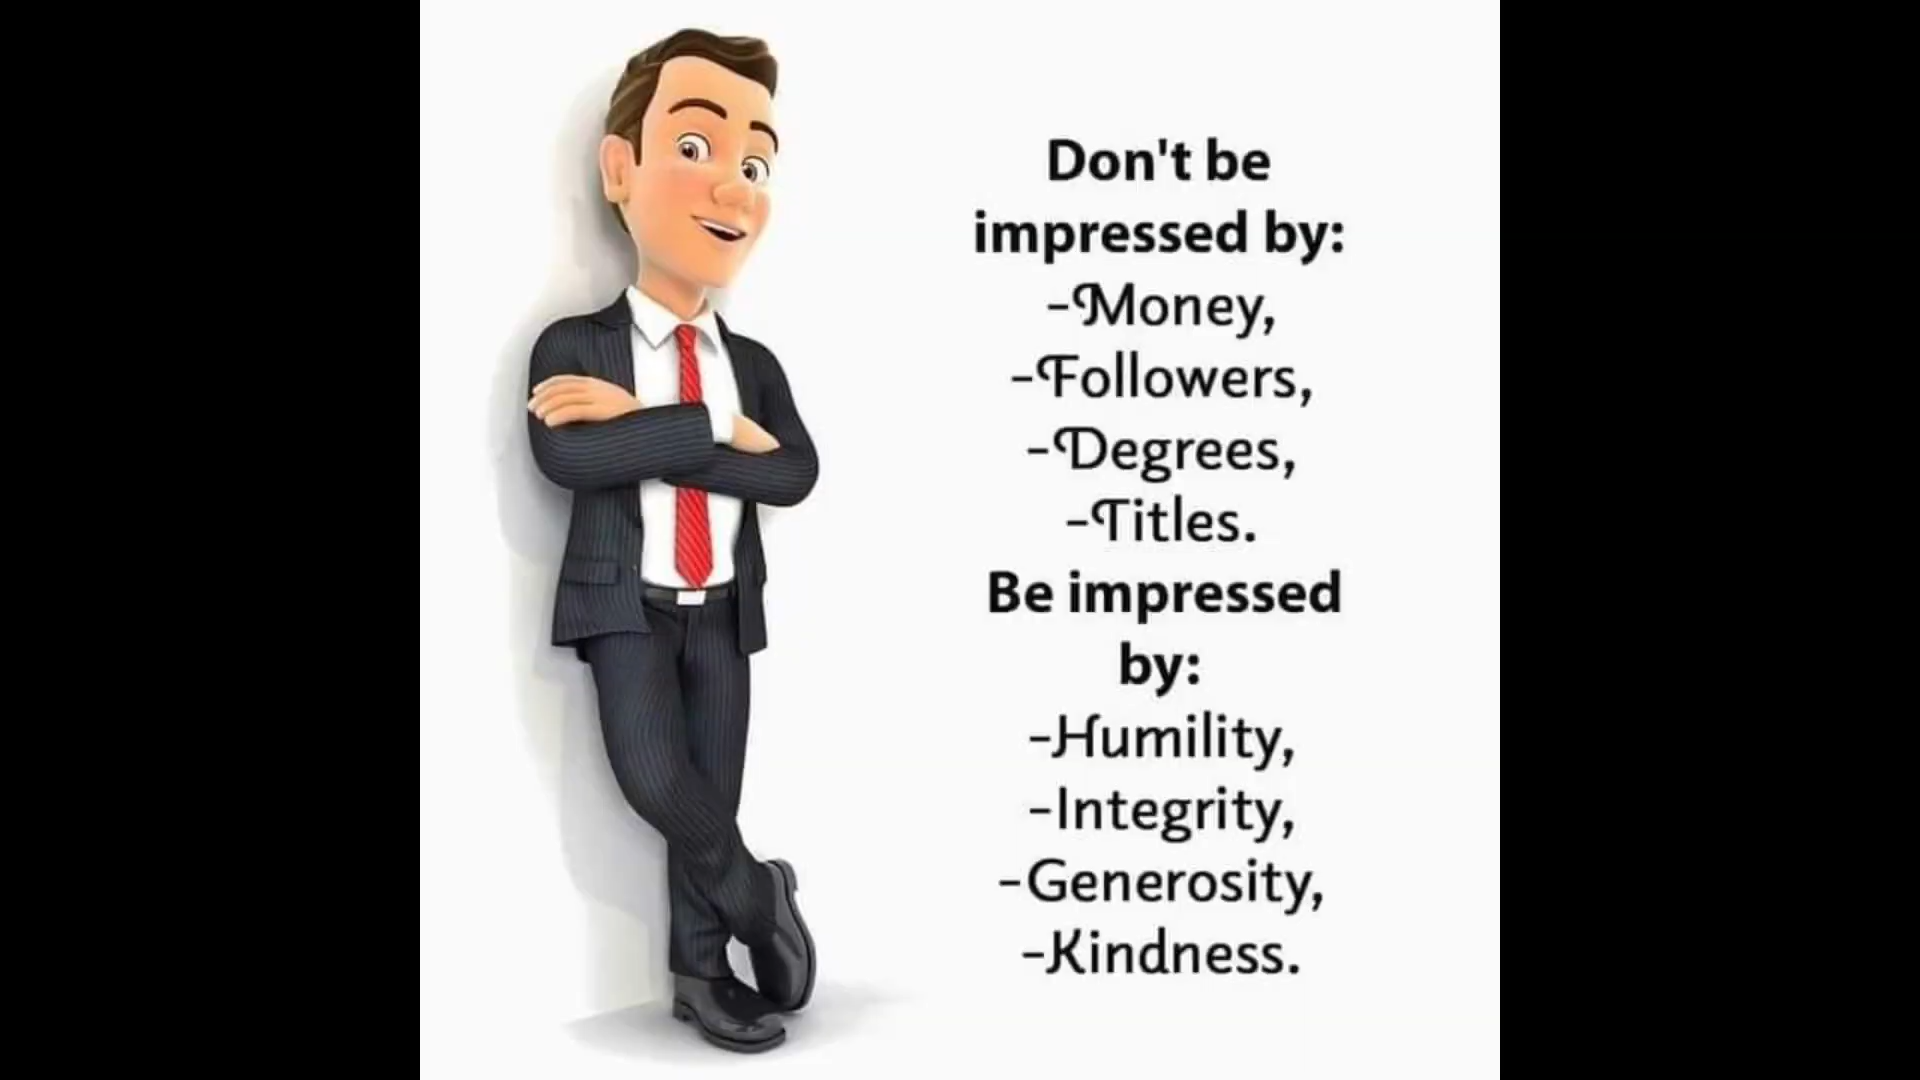 Don't be
impressed by:
-Money,
-Followers,
-Degrees,
-Titles.
Be impressed
by:
-Humility,
-Integrity,
-Generosity,
-Kindness.